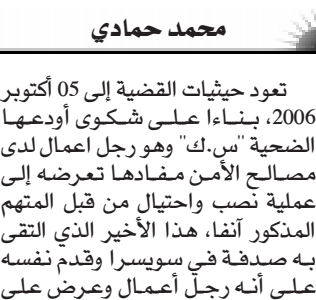 محمد حمادي
تعود حيثيات القضية إلى 05 أكتوبر
2006، بناءا على شكوى أودعها
الضحية "س.ك" وهو رجل اعمال لدى
مصالح الأمن مفادها تعرضه إلى
عملية نصب واحتيال من قبل المتهم
المذكور آنفا، هذا الأخير الذي التقى
به صدفة في سويسرا وقدم نفسه
على أنه رجل أعمال وعرض على